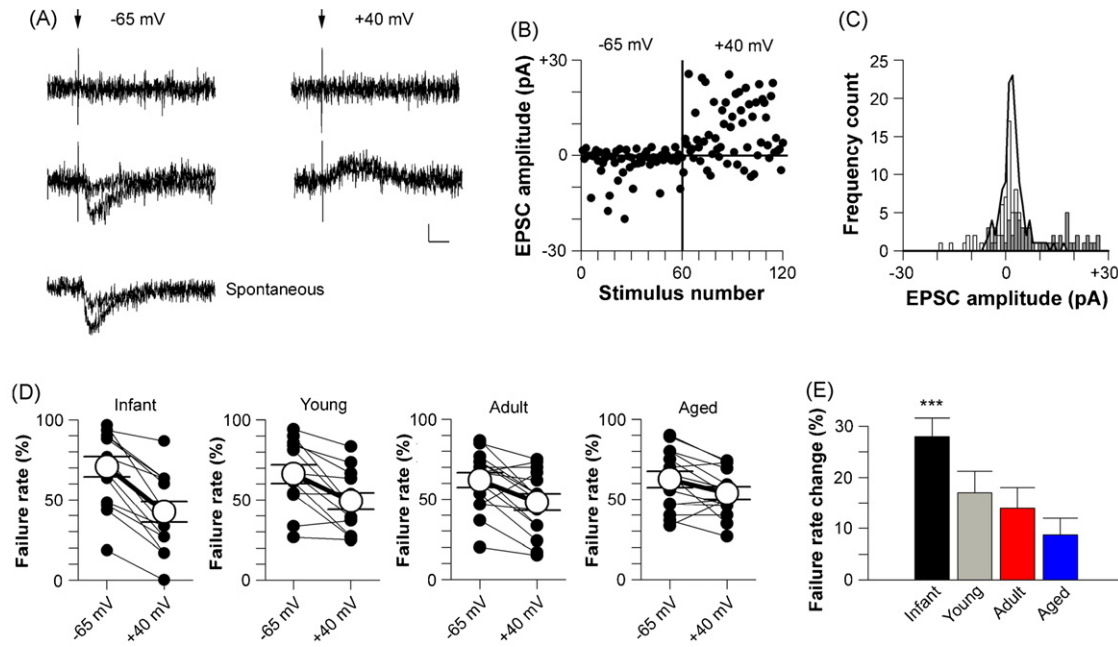 (A)
-65 mV
+40 mV
Spontaneous
(B)
-65 mV
+40 mV
EPSC amplitude (pA)
+30
0
-30
0
60
120
Stimulus number
(C)
Frequency count
25
20
15
10
5
0
-30
0
+30
EPSC amplitude (pA)
(D)
Infant
Failure rate (%)
100
50
0
-65 mV
+40 mV
Young
Failure rate (%)
100
50
0
-65 mV
+40 mV
Adult
Failure rate (%)
100
50
0
-65 mV
+40 mV
Aged
Failure rate (%)
100
50
0
-65 mV
+40 mV
(E)
Failure rate change (%)
30
20
10
0
***
Infant
Young
Adult
Aged